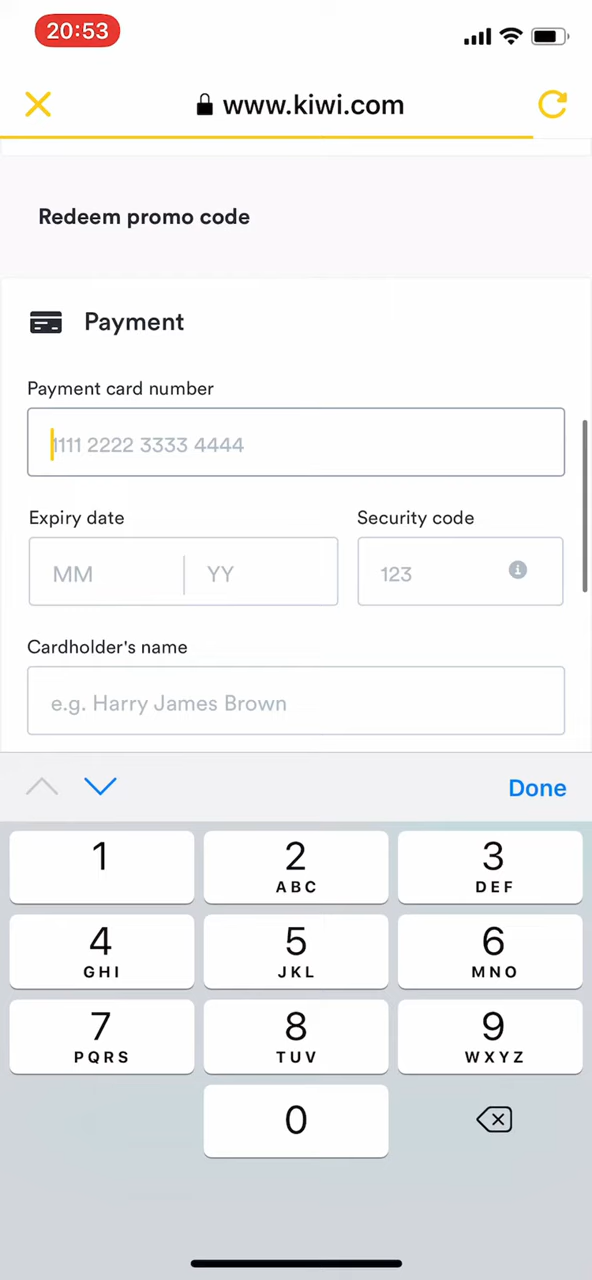 20:53
www.kiwi.com
Redeem promo code
Payment
Payment card number
1111 2222 3333 4444
Expiry date
Security code
MM
YY
123
Cardholder's name
e.g. Harry James Brown
Done
1
2
3
ABC
DEF
4
5
6
GHI
JKL
MNO
7
8
9
PQRS
TUV
WXYZ
0